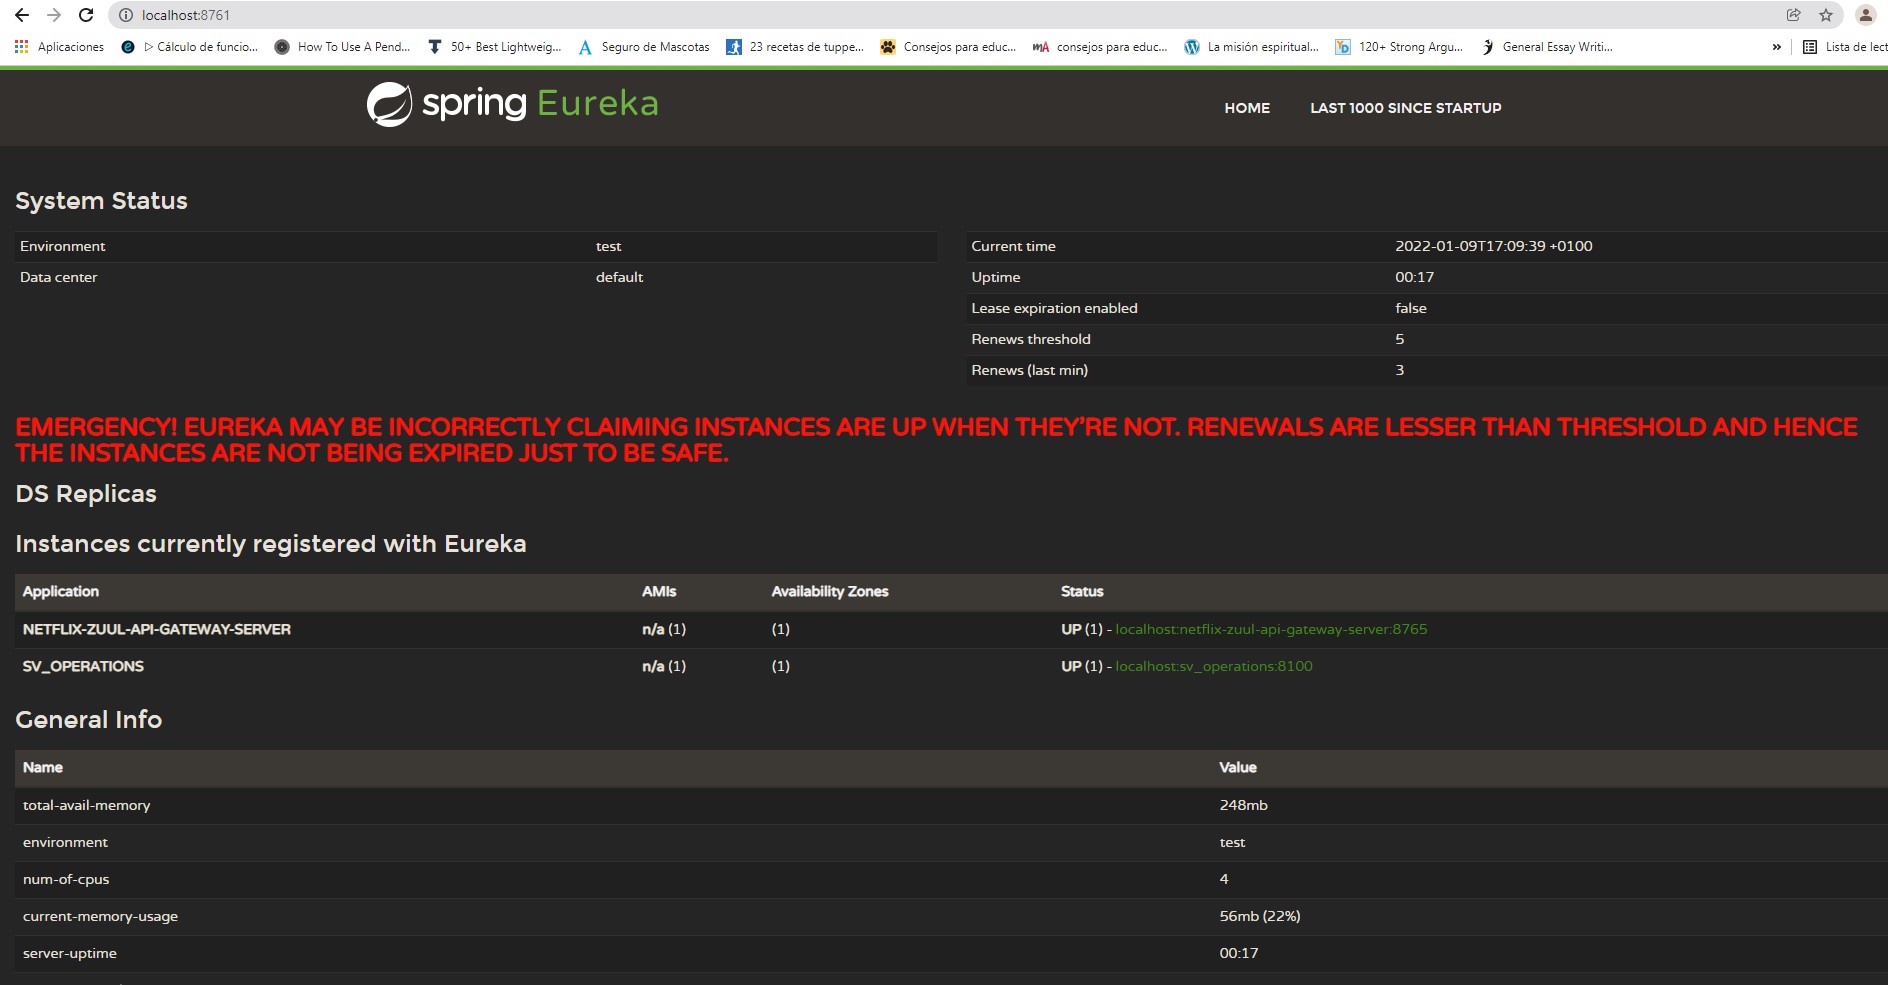 localhost:8761
Aplicaciones ▷ Cálculo de funcio... How To Use A Pend... 50+ Best Lightweig... Seguro de Mascotas 23 recetas de tuppe... Consejos para educ... consejos para educ... La misión espiritual... 120+ Strong Argu... General Essay Writi... » Lista de lect
spring Eureka HOME LAST 1000 SINCE STARTUP
System Status
Environment test Current time 2022-01-09T17:09:39 +0100
Data center default Uptime 00:17
Lease expiration enabled false
Renews threshold 5
Renews (last min) 3
EMERGENCY! EUREKA MAY BE INCORRECTLY CLAIMING INSTANCES ARE UP WHEN THEY'RE NOT. RENEWALS ARE LESSER THAN THRESHOLD AND HENCE
THE INSTANCES ARE NOT BEING EXPIRED JUST TO BE SAFE.
DS Replicas
Instances currently registered with Eureka
Application AMIs Availability Zones Status
NETFLIX-ZUUL-API-GATEWAY-SERVER n/a (1) (1) UP (1) - localhost:netflix-zuul-api-gateway-server:8765
SV_OPERATIONS n/a (1) (1) UP (1) - localhost:sv_operations:8100
General Info
Name Value
total-avail-memory 248mb
environment test
num-of-cpus 4
current-memory-usage 56mb (22%)
server-uptime 00:17